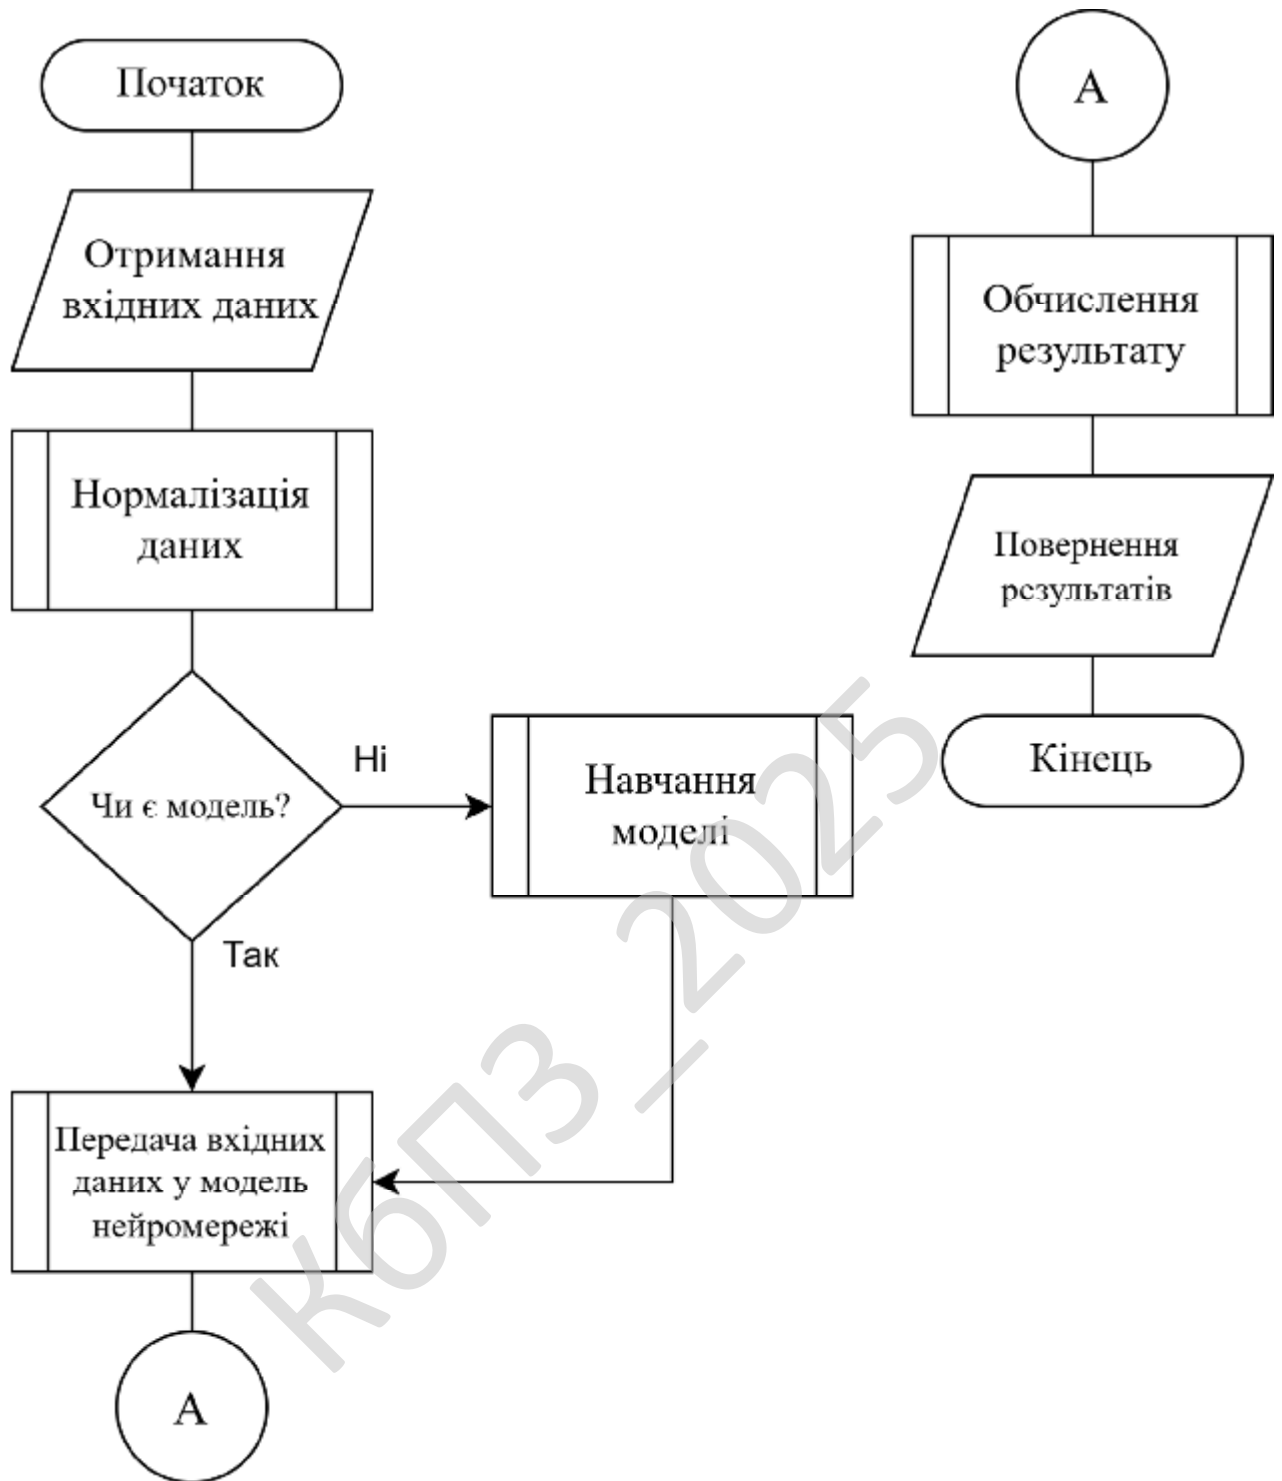 Початок
Отримання
вхідних даних
Нормалізація
даних
Чи є модель?
Ні
Навчання
моделі
Так
Передача вхідних
даних у модель
нейромережі
А
А
Обчислення
результату
Повернення
результатів
Кінець
КбПЗ_2025